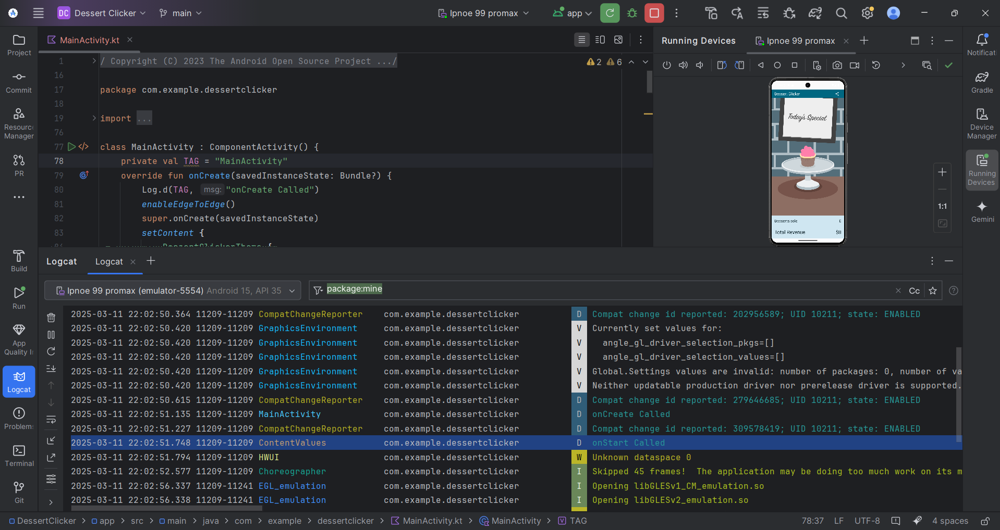 DC Dessert Clicker main Ipnoe 99 promax app
Project
Commit
Resource
Manager
PR
Build
Run
App
Quality I
Logcat
Problems
Terminal
Git
MainActivity.kt
1 / Copyright (C) 2023 The Android Open Source Project .../ 2 6
16
17 package com.example.dessertclicker
18
19 import ...
76
77 class MainActivity : ComponentActivity() {
78 private val TAG = "MainActivity"
79 override fun onCreate(savedInstanceState: Bundle?) {
80 Log.d(TAG, msg: "onCreate Called")
81 enableEdgeToEdge()
82 super.onCreate(savedInstanceState)
83 setContent {
DessertClickerTheme {
Running Devices Ipnoe 99 promax
Dessert Clicker
Today's Special
Desserts sold 0
Total Revenue $0
1:1
Notificat
Gradle
Device
Manager
Running
Devices
Gemini
Logcat Logcat
Ipnoe 99 promax (emulator-5554) Android 15, API 35 package:mine Cc
2025-03-11 22:02:50.364 11209-11209 CompatChangeReporter com.example.dessertclicker D Compat change id reported: 202956589; UID 10211; state: ENABLED
2025-03-11 22:02:50.420 11209-11209 GraphicsEnvironment com.example.dessertclicker V Currently set values for:
2025-03-11 22:02:50.420 11209-11209 GraphicsEnvironment com.example.dessertclicker V angle_gl_driver_selection_pkgs=[]
2025-03-11 22:02:50.420 11209-11209 GraphicsEnvironment com.example.dessertclicker V angle_gl_driver_selection_values=[]
2025-03-11 22:02:50.420 11209-11209 GraphicsEnvironment com.example.dessertclicker V Global.Settings values are invalid: number of packages: 0, number of va
2025-03-11 22:02:50.420 11209-11209 GraphicsEnvironment com.example.dessertclicker V Neither updatable production driver nor prerelease driver is supported.
2025-03-11 22:02:50.615 11209-11209 CompatChangeReporter com.example.dessertclicker D Compat change id reported: 279646685; UID 10211; state: ENABLED
2025-03-11 22:02:51.135 11209-11209 MainActivity com.example.dessertclicker D onCreate Called
2025-03-11 22:02:51.227 11209-11209 CompatChangeReporter com.example.dessertclicker D Compat change id reported: 309578419; UID 10211; state: ENABLED
2025-03-11 22:02:51.748 11209-11209 ContentValues com.example.dessertclicker D onStart Called
2025-03-11 22:02:51.794 11209-11209 HWUI com.example.dessertclicker W Unknown dataspace 0
2025-03-11 22:02:52.577 11209-11209 Choreographer com.example.dessertclicker I Skipped 45 frames! The application may be doing too much work on its m
2025-03-11 22:02:56.337 11209-11241 EGL_emulation com.example.dessertclicker I Opening libGLESv1_CM_emulation.so
2025-03-11 22:02:56.338 11209-11241 EGL_emulation com.example.dessertclicker I Opening libGLESv2_emulation.so
DessertClicker > app > src > main > java > com > example > dessertclicker > MainActivity.kt > MainActivity > TAG 78:37 LF UTF-8 4 spaces